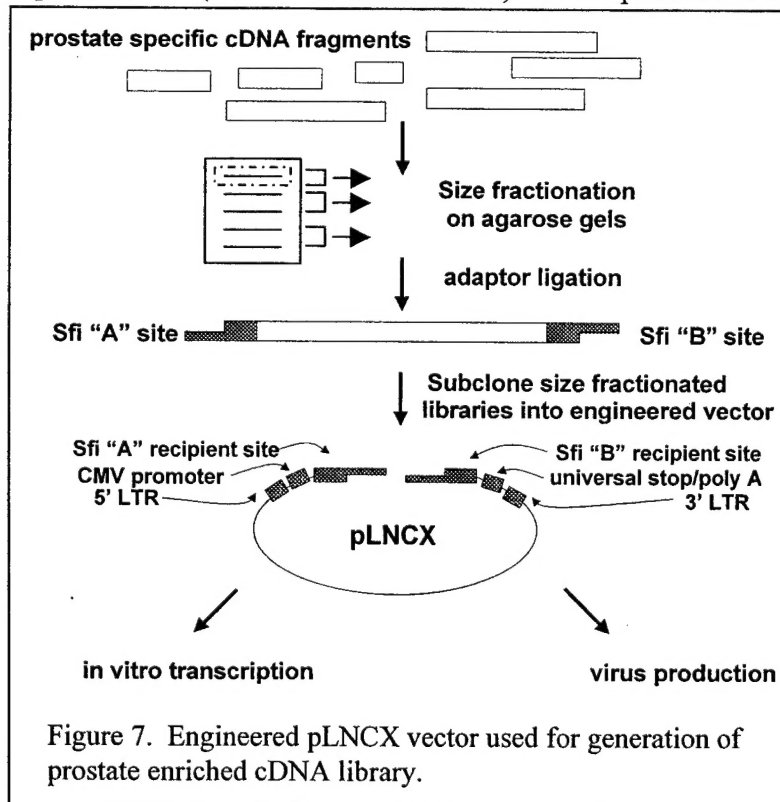 prostate specific cDNA fragments
Size fractionation
on agarose gels
adaptor ligation
Sfi "A" site
Sfi "B" site
Subclone size fractionated
libraries into engineered vector
Sfi "A" recipient site
CMV promoter
5' LTR
Sfi "B" recipient site
universal stop/poly A
3' LTR
pLNCX
in vitro transcription
virus production
Figure 7. Engineered pLNCX vector used for generation of
prostate enriched cDNA library.